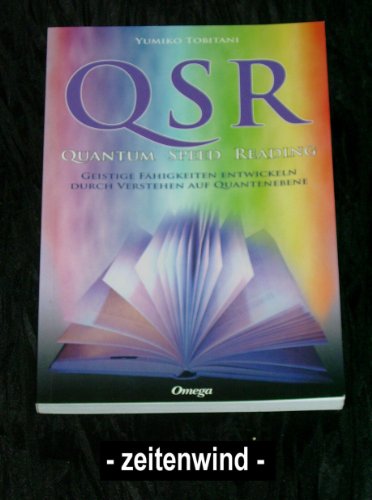 Yumiko Tobitani
QSR
Quantum Speed Reading
Geistige Fähigkeiten entwickeln
durch Verstehen auf Quantenebene
Omega
- zeitenwind -